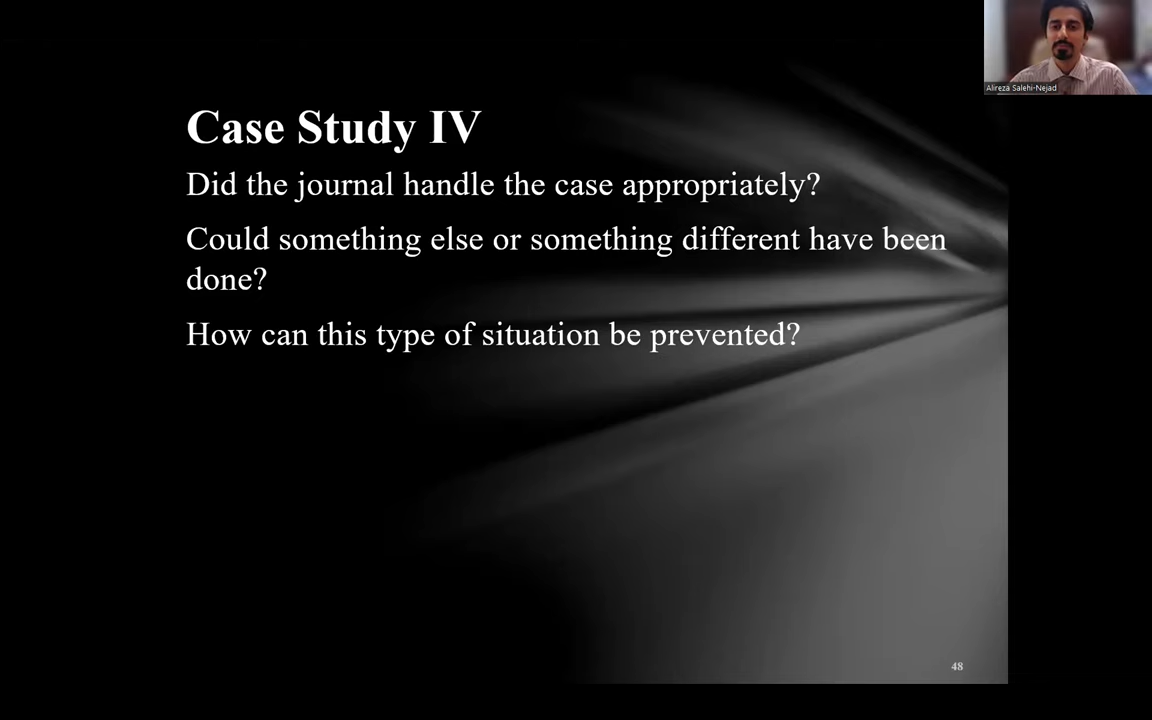 Alireza Salehi-Nejad
Case Study IV
Did the journal handle the case appropriately?
Could something else or something different have been
done?
How can this type of situation be prevented?
48